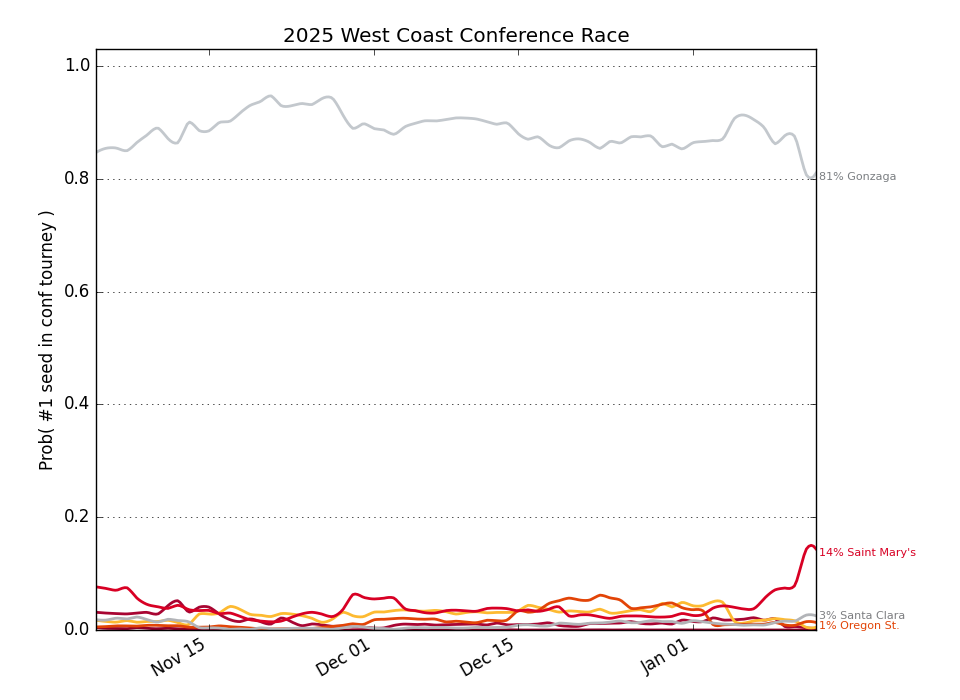 2025 West Coast Conference Race
Prob( #1 seed in conf tourney )
1.0
0.8
0.6
0.4
0.2
0.0
81% Gonzaga
14% Saint Mary's
3% Santa Clara
1% Oregon St.
Nov 15
Dec 01
Dec 15
Jan 01